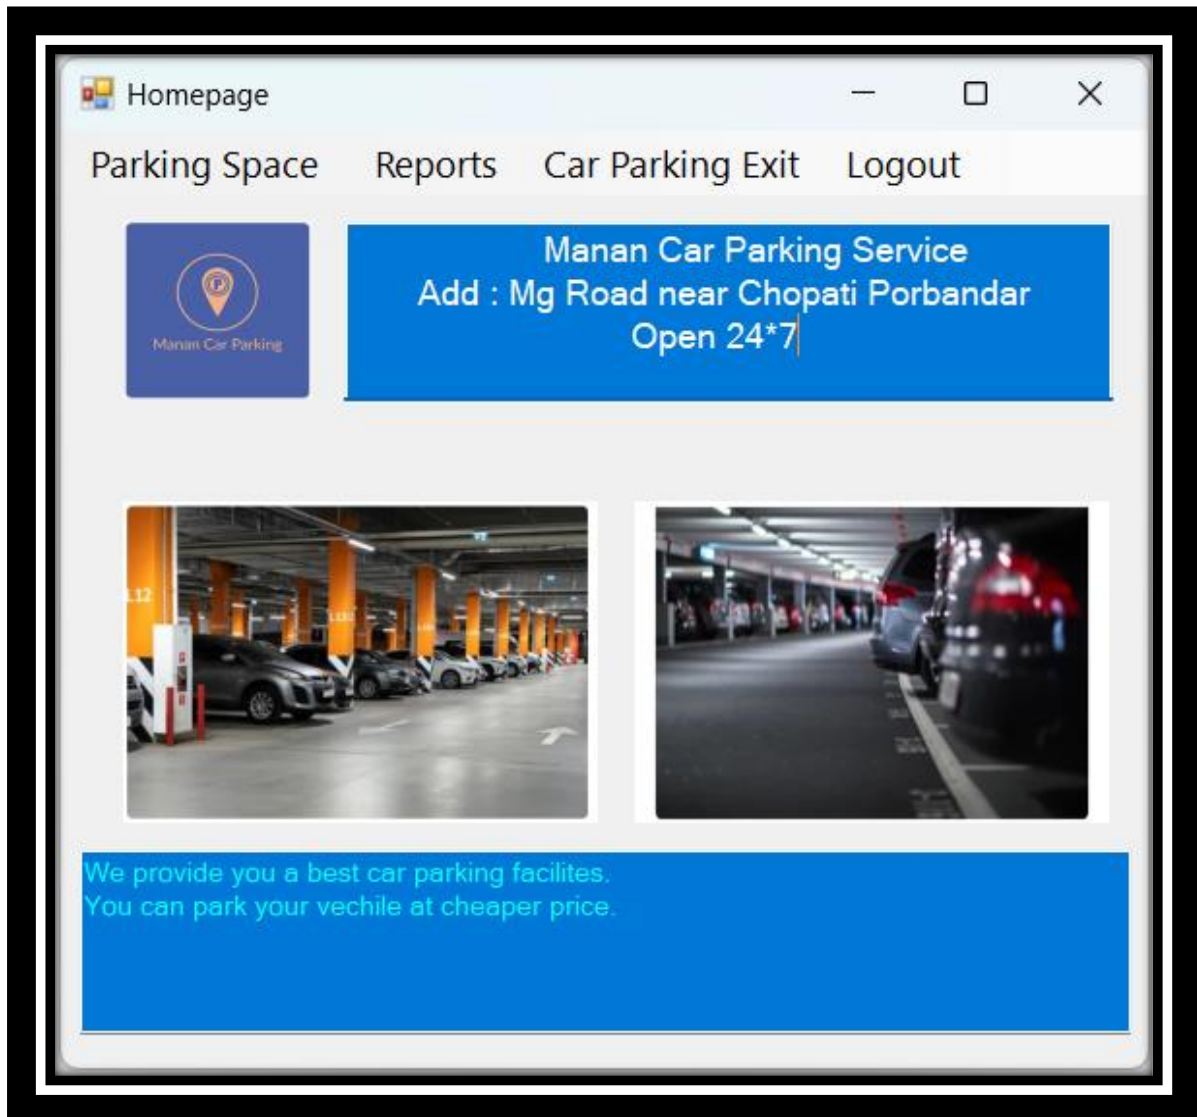 Homepage
Parking Space Reports Car Parking Exit Logout
Manan Car Parking
Manan Car Parking Service
Add : Mg Road near Chopati Porbandar
Open 24*7
L12
We provide you a best car parking facilites.
You can park your vechile at cheaper price.